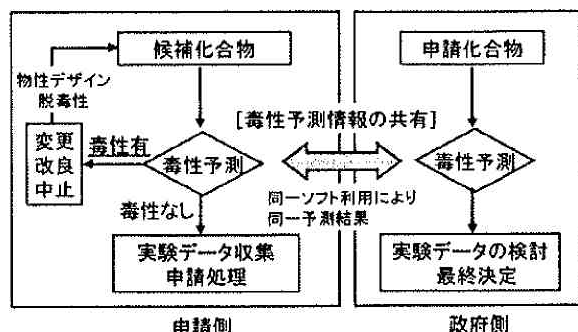 候補化合物
申請化合物
物性デザイン
脱毒性
[毒性予測情報の共有]
変更
改良
中止
毒性有
毒性予測
毒性予測
毒性なし
同一ソフト利用により
同一予測結果
実験データ収集
申請処理
実験データの検討
最終決定
申請側
政府側